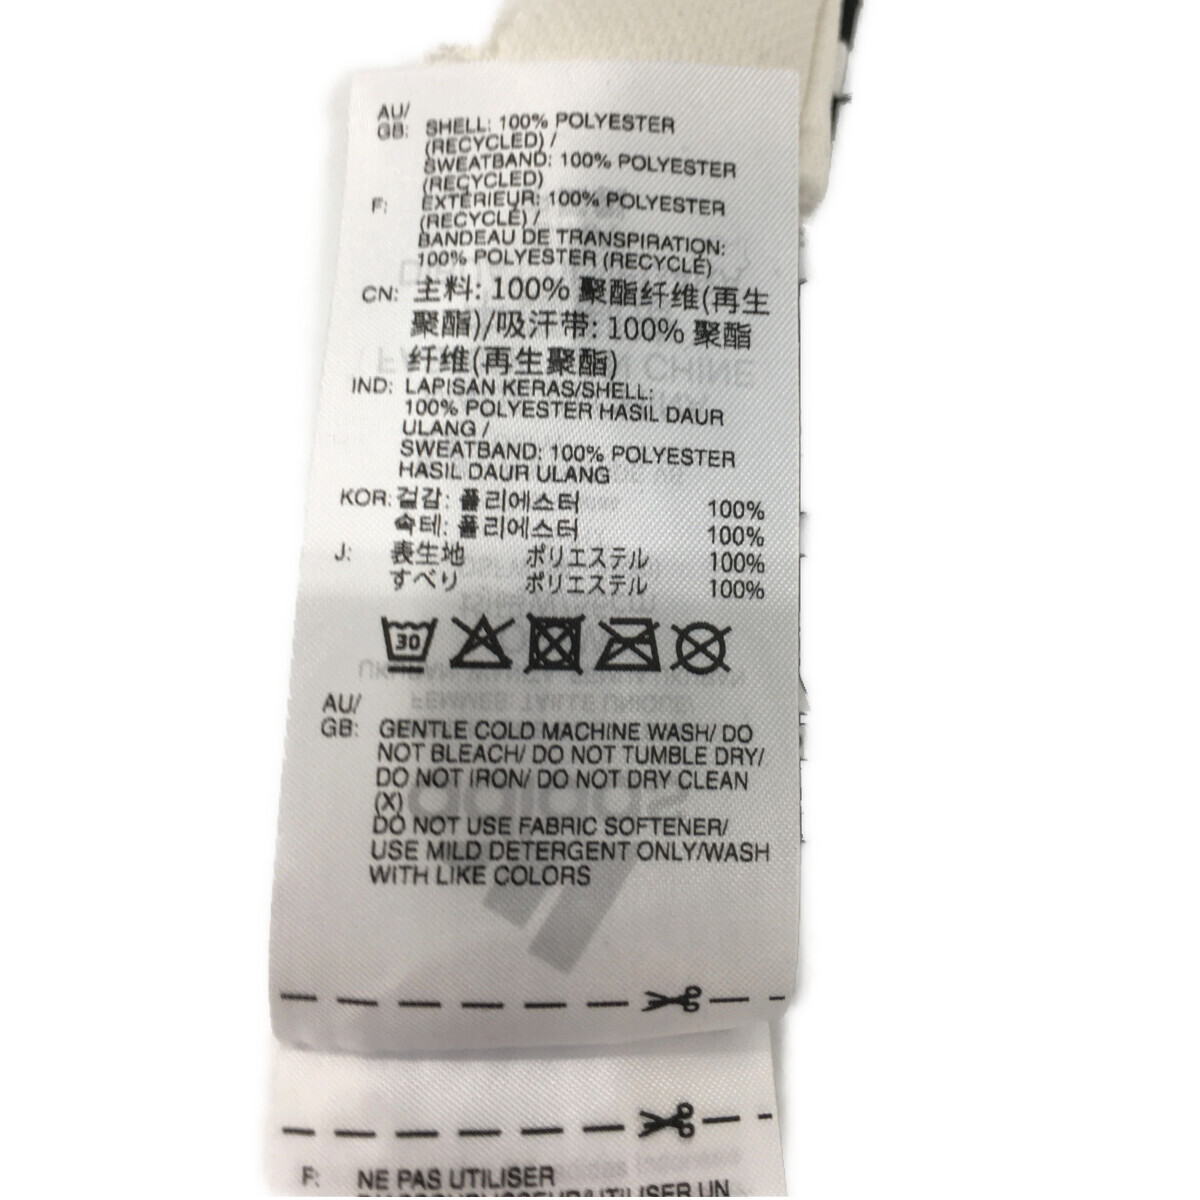 AU/
GB: SHELL: 100% POLYESTER
(RECYCLED) /
SWEATBAND: 100% POLYESTER
(RECYCLED)
F: EXTÉRIEUR: 100% POLYESTER
(RECYCLÉ) /
BANDEAU DE TRANSPIRATION:
100% POLYESTER (RECYCLÉ)
CN: 主料: 100% 聚酯纤维(再生
聚酯)/吸汗带: 100% 聚酯
纤维(再生聚酯)
IND: LAPISAN KERAS/SHELL:
100% POLYESTER HASIL DAUR
ULANG /
SWEATBAND: 100% POLYESTER
HASIL DAUR ULANG
KOR: 겉감: 폴리에스터 100%
속테: 폴리에스터 100%
J: 表生地 ポリエステル 100%
すべり ポリエステル 100%
30
AU/
GB: GENTLE COLD MACHINE WASH/ DO
NOT BLEACH/ DO NOT TUMBLE DRY/
DO NOT IRON/ DO NOT DRY CLEAN
(X)
DO NOT USE FABRIC SOFTENER/
USE MILD DETERGENT ONLY/WASH
WITH LIKE COLORS
F: NE PAS UTILISER
D'ASSOUPLISSEUR/UTILISER UN